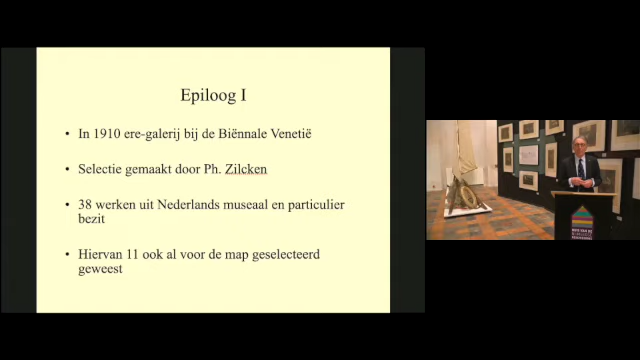 Epiloog I
• In 1910 ere-galerij bij de Biënnale Venetië
• Selectie gemaakt door Ph. Zilcken
• 38 werken uit Nederlands museaal en particulier
bezit
• Hiervan 11 ook al voor de map geselecteerd
geweest